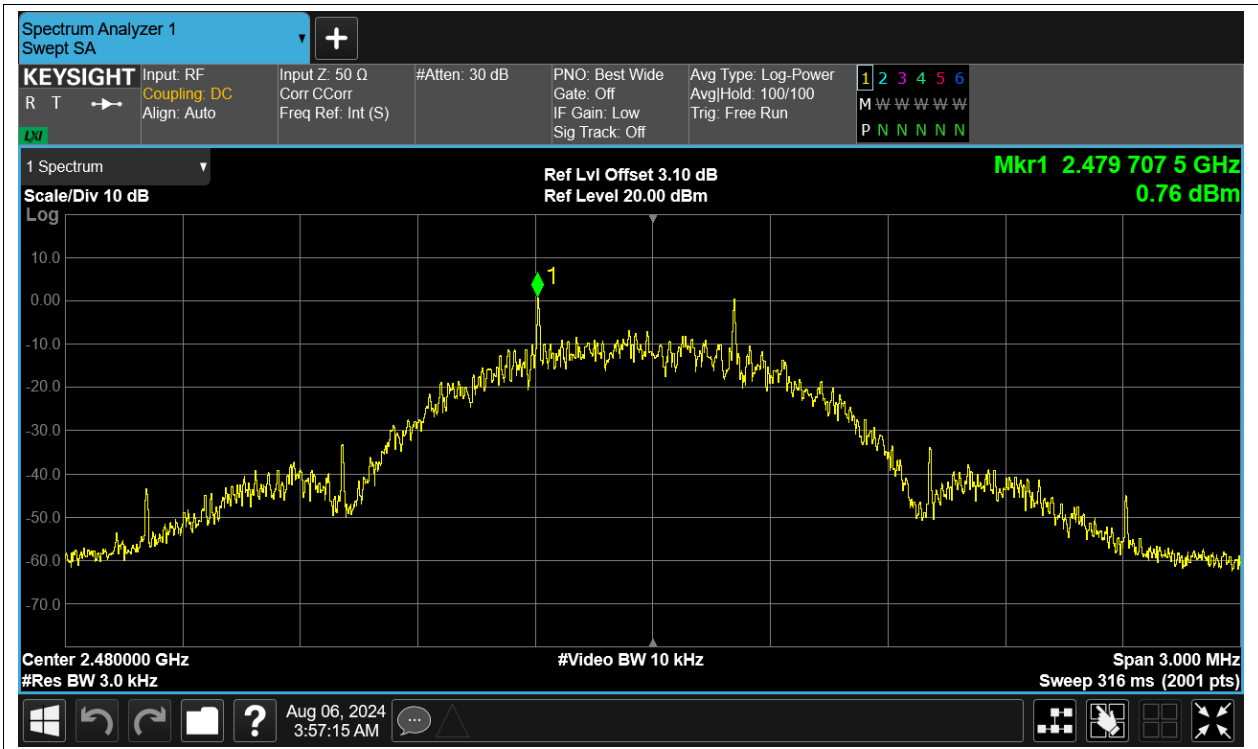 Spectrum Analyzer 1
Swept SA
KEYSIGHT
R T
LXI
Input: RF
Coupling: DC
Align: Auto
Input Z: 50 Ω
Corr CCorr
Freq Ref: Int (S)
#Atten: 30 dB
PNO: Best Wide
Gate: Off
IF Gain: Low
Sig Track: Off
Avg Type: Log-Power
Avg|Hold: 100/100
Trig: Free Run
1 2 3 4 5 6
M W W W W W
P N N N N N
1 Spectrum
Scale/Div 10 dB
Log
Ref Lvl Offset 3.10 dB
Ref Level 20.00 dBm
Mkr1 2.479 707 5 GHz
0.76 dBm
10.0
1
0.00
-10.0
-20.0
-30.0
-40.0
-50.0
-60.0
-70.0
Center 2.480000 GHz
#Res BW 3.0 kHz
#Video BW 10 kHz
Span 3.000 MHz
Sweep 316 ms (2001 pts)
?
Aug 06, 2024
3:57:15 AM